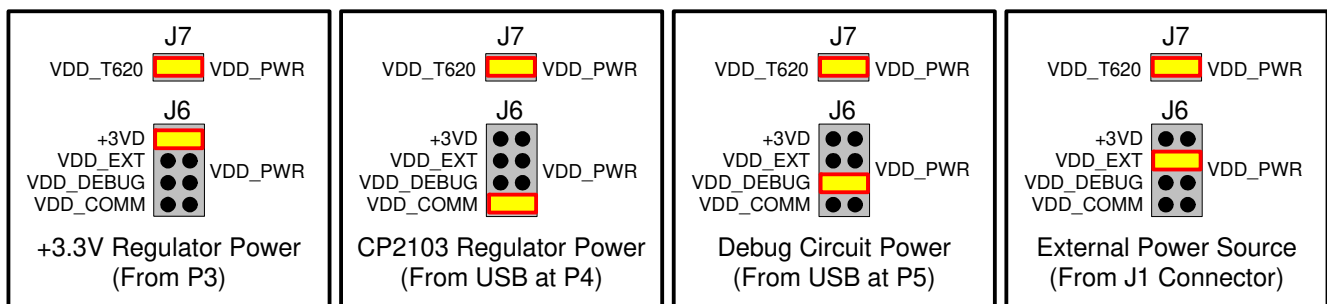 J7
VDD_T620 VDD_PWR
J6
+3VD
VDD_EXT
VDD_PWR
VDD_DEBUG
VDD_COMM
+3.3V Regulator Power
(From P3)
J7
VDD_T620 VDD_PWR
J6
+3VD
VDD_EXT
VDD_PWR
VDD_DEBUG
VDD_COMM
CP2103 Regulator Power
(From USB at P4)
J7
VDD_T620 VDD_PWR
J6
+3VD
VDD_EXT
VDD_PWR
VDD_DEBUG
VDD_COMM
Debug Circuit Power
(From USB at P5)
J7
VDD_T620 VDD_PWR
J6
+3VD
VDD_EXT
VDD_PWR
VDD_DEBUG
VDD_COMM
External Power Source
(From J1 Connector)